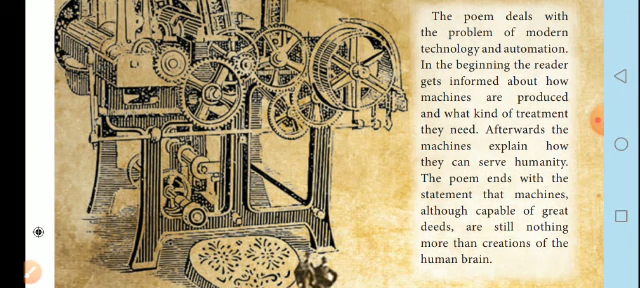 The poem deals with
the problem of modern
technology and automation.
In the beginning the reader
gets informed about how
machines are produced
and what kind of treatment
they need. Afterwards the
machines explain how
they can serve humanity.
The poem ends with the
statement that machines,
although capable of great
deeds, are still nothing
more than creations of the
human brain.